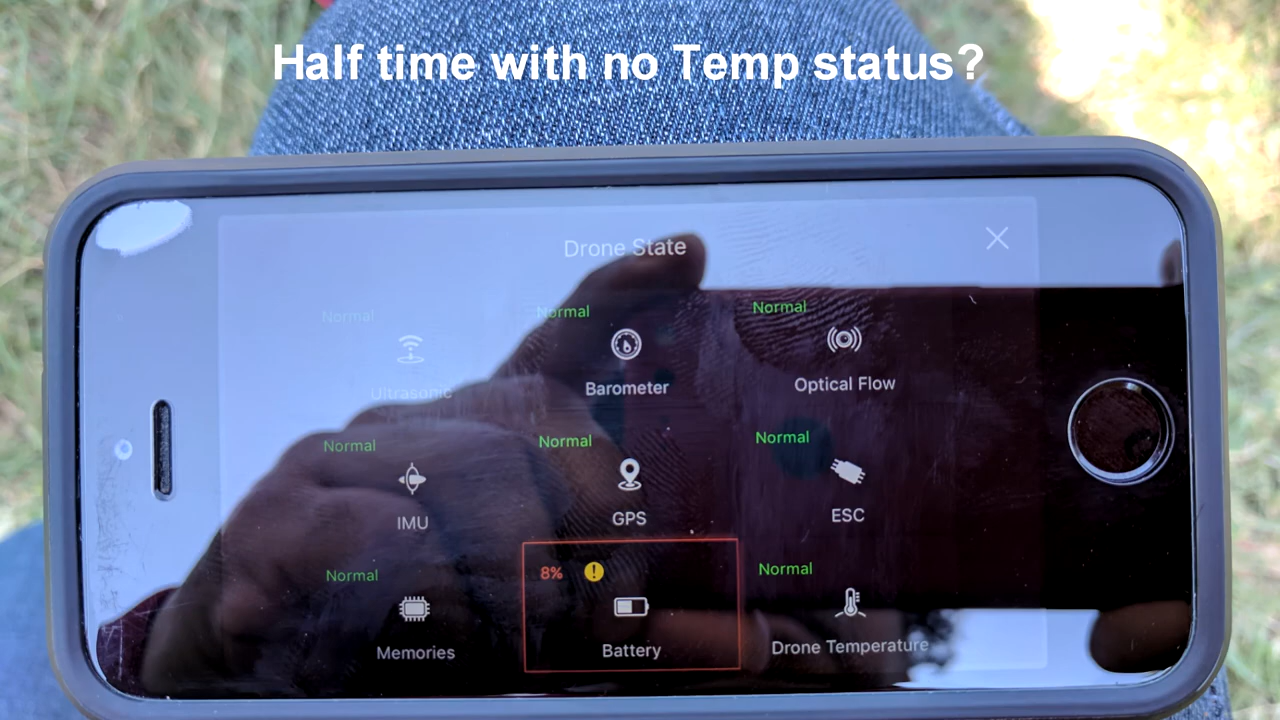 Half time with no Temp status?
Drone State
Normal
Normal
Normal
Ultrasonic
Barometer
Optical Flow
Normal
Normal
Normal
IMU
GPS
ESC
Normal
8%
Normal
Memories
Battery
Drone Temperature